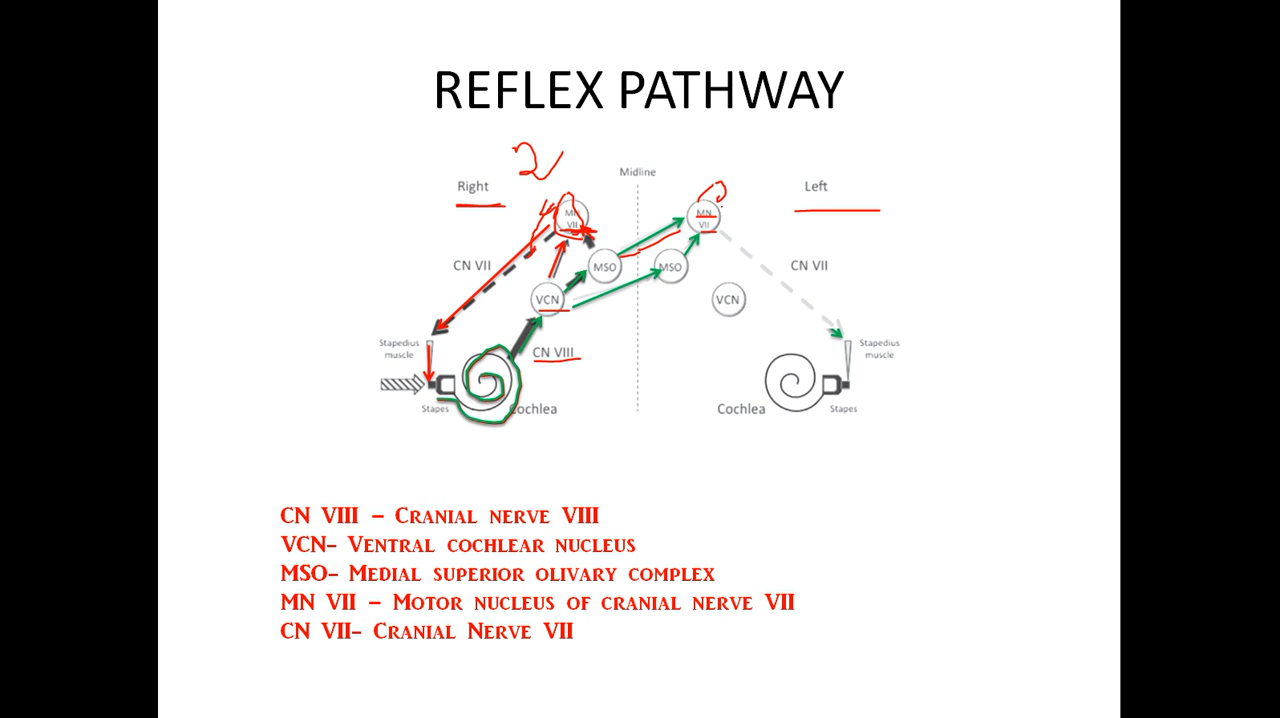 REFLEX PATHWAY
2
Midline
Right
Left
MN
VII
MN
VII
CN VII
MSO
MSO
CN VII
VCN
VCN
Stapedius
muscle
CN VIII
Stapedius
muscle
Stapes
Cochlea
Cochlea
Stapes
CN VIII – Cranial nerve VIII
VCN- Ventral cochlear nucleus
MSO- Medial superior olivary complex
MN VII – Motor nucleus of cranial nerve VII
CN VII- Cranial Nerve VII